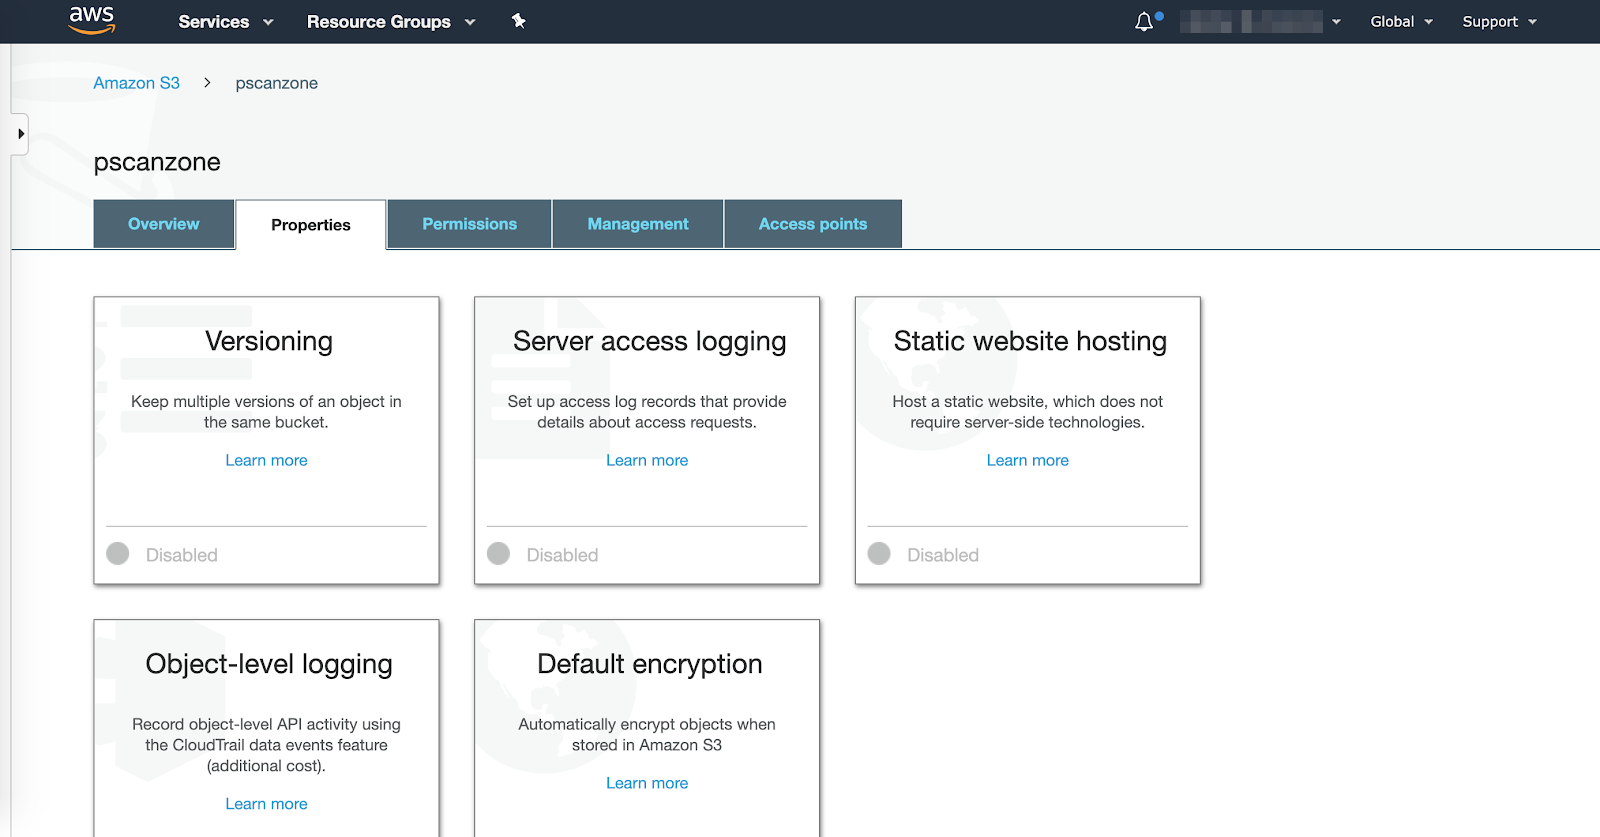 aws Services Resource Groups Global Support
Amazon S3 > pscanzone
pscanzone
Overview Properties Permissions Management Access points
Versioning
Keep multiple versions of an object in
the same bucket.
Learn more
Disabled
Server access logging
Set up access log records that provide
details about access requests.
Learn more
Disabled
Static website hosting
Host a static website, which does not
require server-side technologies.
Learn more
Disabled
Object-level logging
Record object-level API activity using
the CloudTrail data events feature
(additional cost).
Learn more
Default encryption
Automatically encrypt objects when
stored in Amazon S3
Learn more